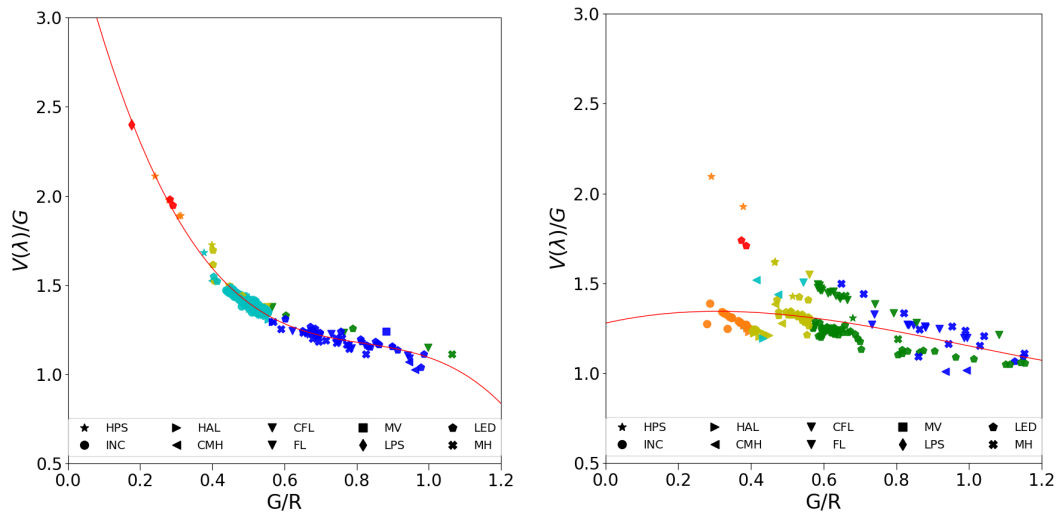 3.0
2.5
2.0
1.5
1.0
0.5
V(λ)/G
HPS HAL CFL MV LED
INC CMH FL LPS MH
0.0 0.2 0.4 0.6 0.8 1.0 1.2
G/R
3.0
2.5
2.0
1.5
1.0
0.5
V(λ)/G
HPS HAL CFL MV LED
INC CMH FL LPS MH
0.0 0.2 0.4 0.6 0.8 1.0 1.2
G/R